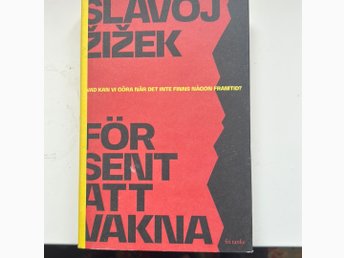 SLAVOJ
ŽIŽEK
VAD KAN VI GÖRA NÄR DET INTE FINNS NÅGON FRAMTID?
FÖR
SENT
ATT
VAKNA